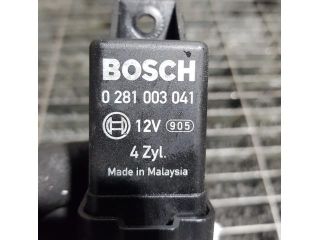 BOSCH
0 281 003 041
12V 905
4 Zyl.
Made in Malaysia